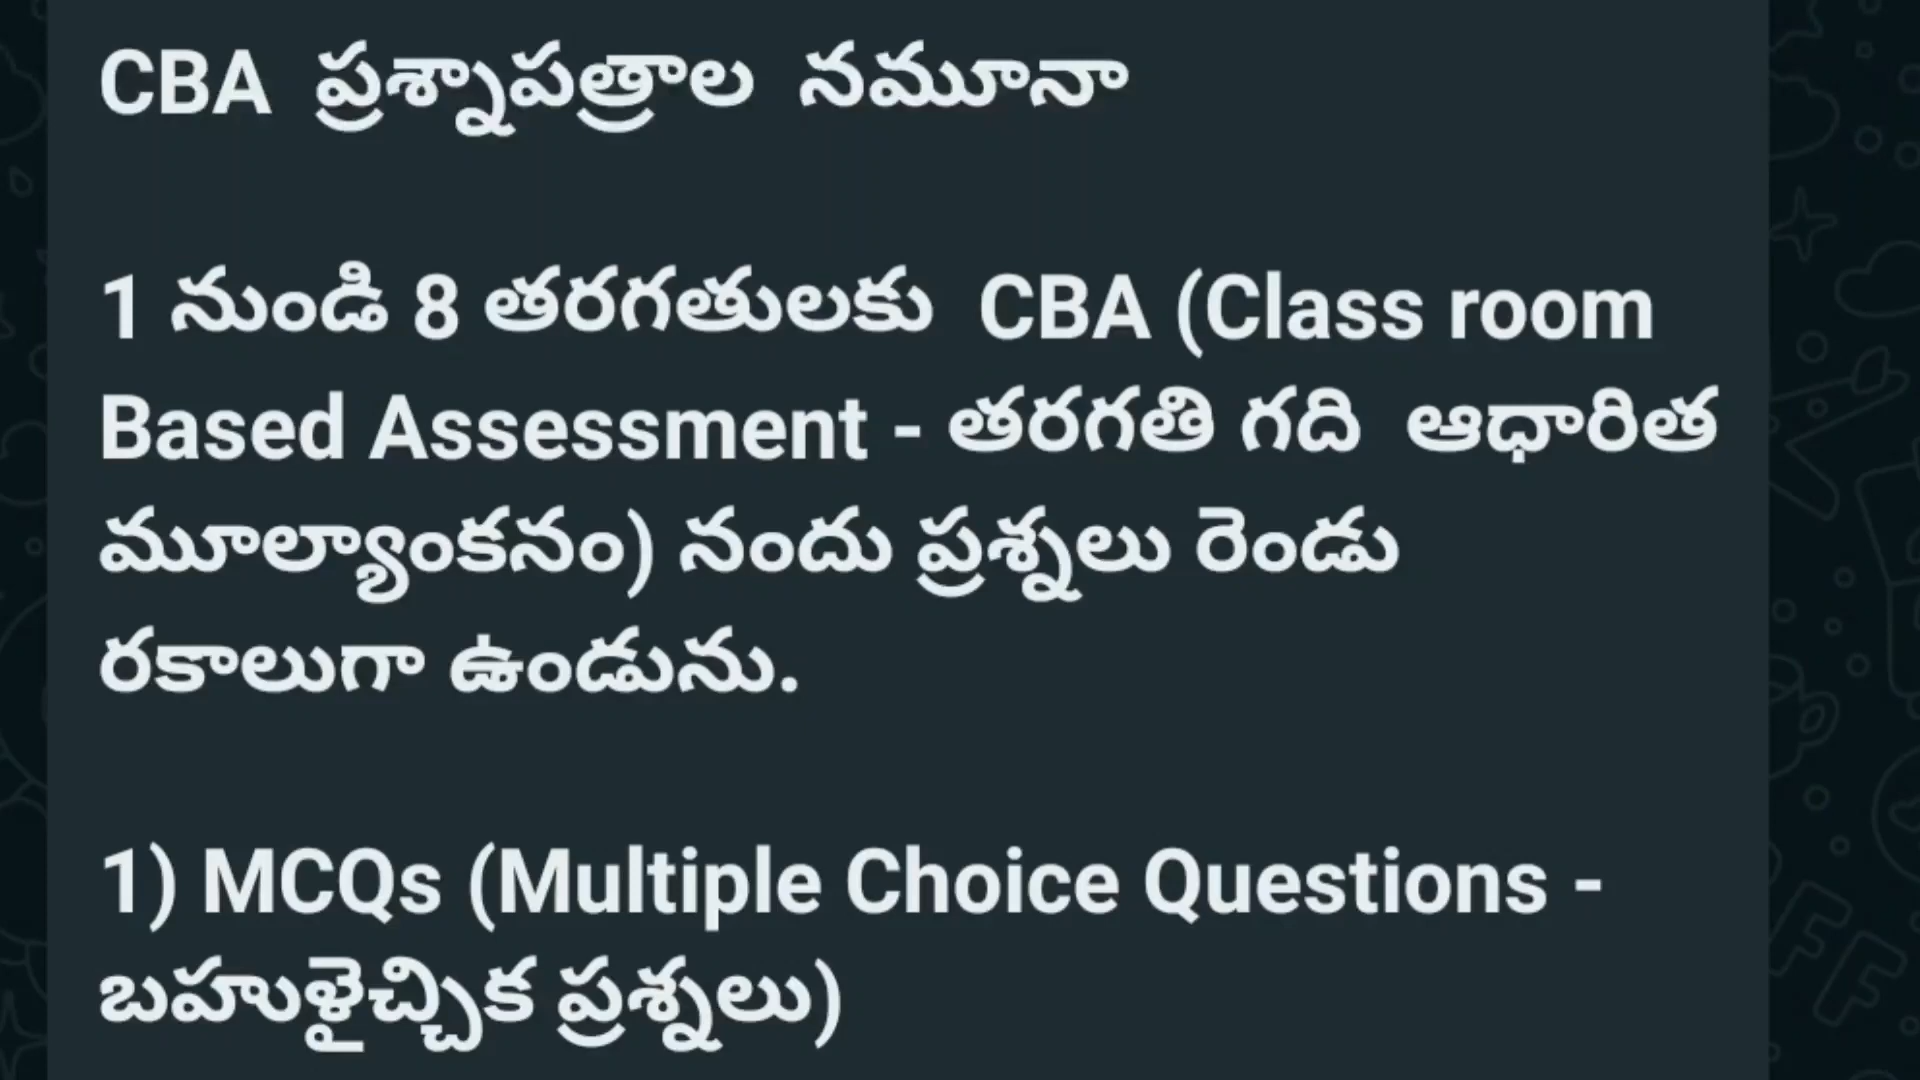 CBA ప్రశ్నాపత్రాల నమూనా
1 నుండి 8 తరగతులకు CBA (Class room
Based Assessment - తరగతి గది ఆధారిత
మూల్యాంకనం) నందు ప్రశ్నలు రెండు
రకాలుగా ఉండును.
1) MCQs (Multiple Choice Questions -
బహుళైచ్చిక ప్రశ్నలు)